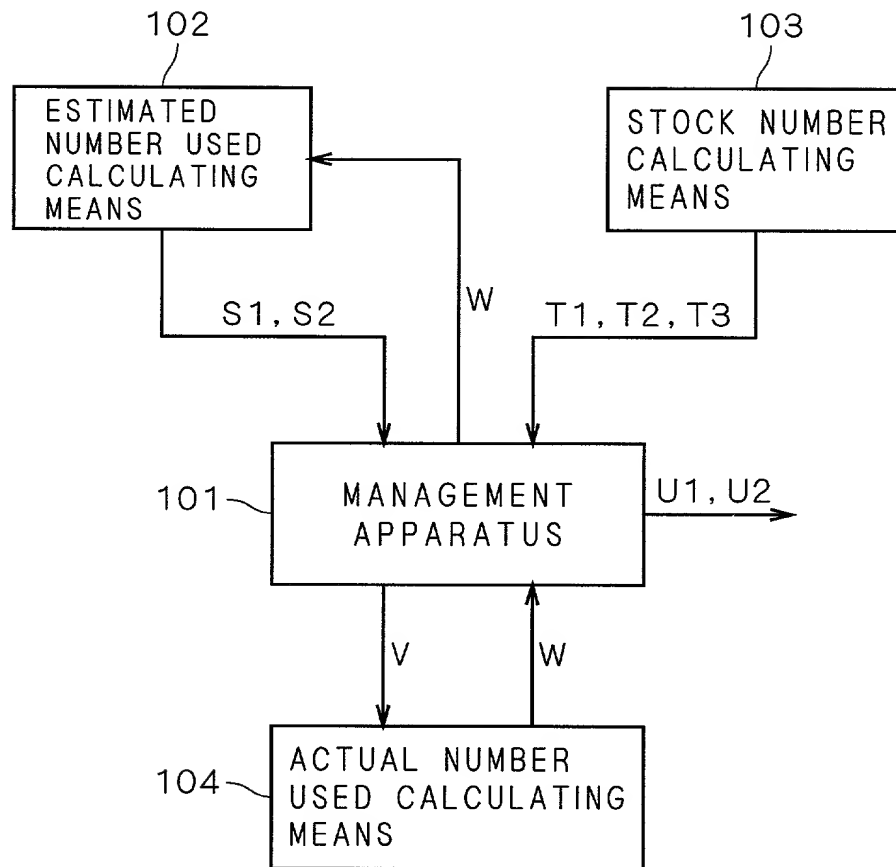 102
103
ESTIMATED
NUMBER USED
CALCULATING
MEANS
STOCK NUMBER
CALCULATING
MEANS
S1, S2
W
T1, T2, T3
101
MANAGEMENT
APPARATUS
U1, U2
V
W
104
ACTUAL NUMBER
USED CALCULATING
MEANS